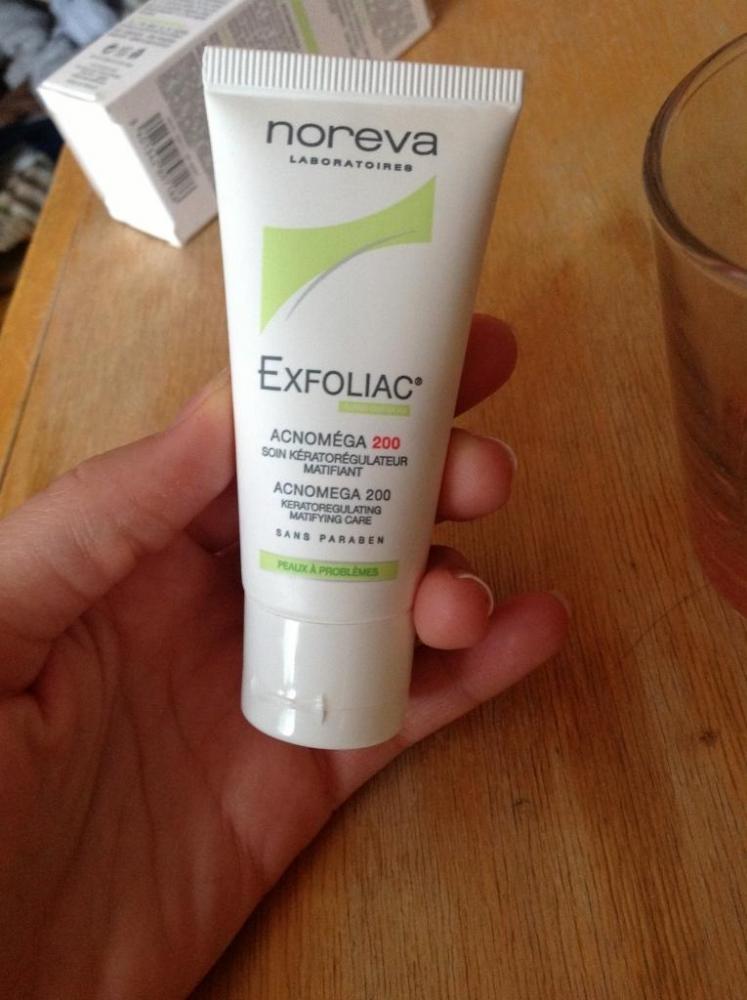 noreva
LABORATOIRES
EXFOLIAC®
ACNOMÉGA 200
SOIN KÉRATORÉGULATEUR
MATIFIANT
ACNOMEGA 200
KERATOREGULATING
MATIFYING CARE
SANS PARABEN
PEAUX À PROBLÈMES